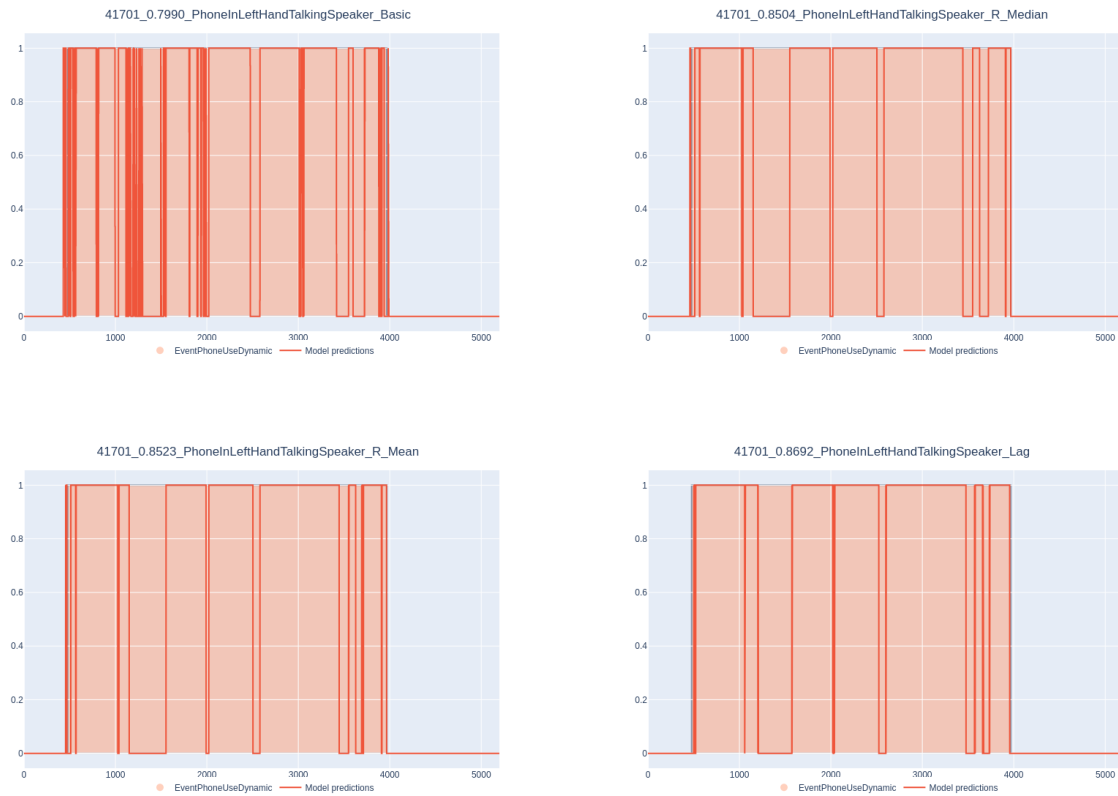 41701_0.7990_PhoneInLeftHandTalkingSpeaker_Basic
1
0.8
0.6
0.4
0.2
0
0 1000 2000 3000 4000 5000
EventPhoneUseDynamic Model predictions
41701_0.8504_PhoneInLeftHandTalkingSpeaker_R_Median
1
0.8
0.6
0.4
0.2
0
0 1000 2000 3000 4000 5000
EventPhoneUseDynamic Model predictions
41701_0.8523_PhoneInLeftHandTalkingSpeaker_R_Mean
1
0.8
0.6
0.4
0.2
0
0 1000 2000 3000 4000 5000
EventPhoneUseDynamic Model predictions
41701_0.8692_PhoneInLeftHandTalkingSpeaker_Lag
1
0.8
0.6
0.4
0.2
0
0 1000 2000 3000 4000 5000
EventPhoneUseDynamic Model predictions